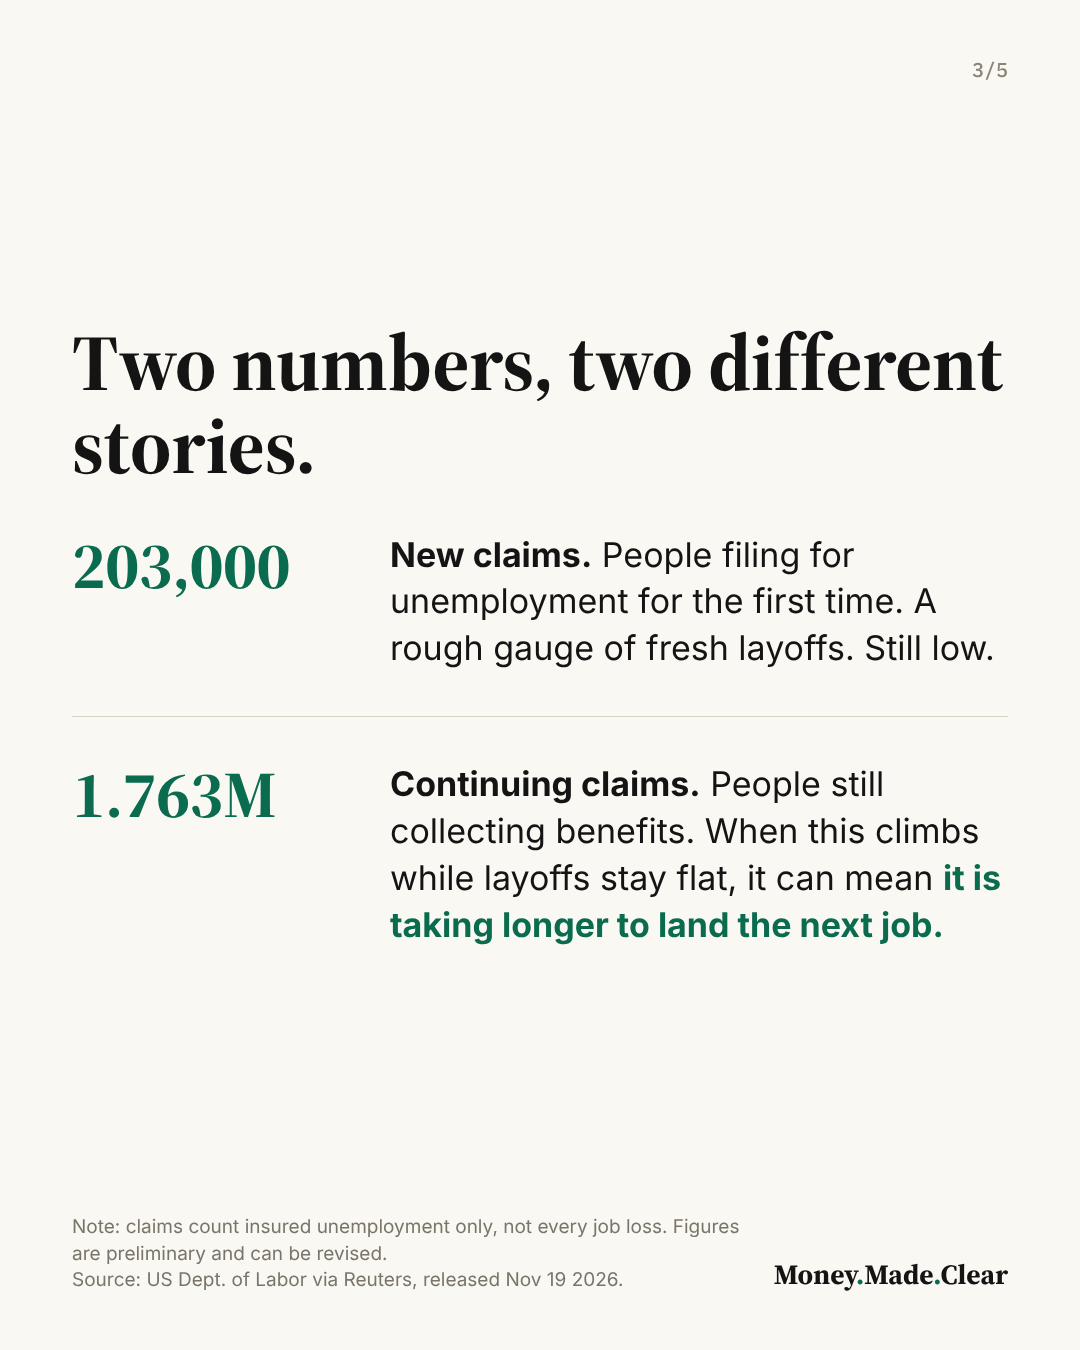 3/5
Two numbers, two different
stories.
203,000
New claims. People filing for
unemployment for the first time. A
rough gauge of fresh layoffs. Still low.
1.763M
Continuing claims. People still
collecting benefits. When this climbs
while layoffs stay flat, it can mean it is
taking longer to land the next job.
Note: claims count insured unemployment only, not every job loss. Figures
are preliminary and can be revised.
Source: US Dept. of Labor via Reuters, released Nov 19 2026.
Money.Made.Clear